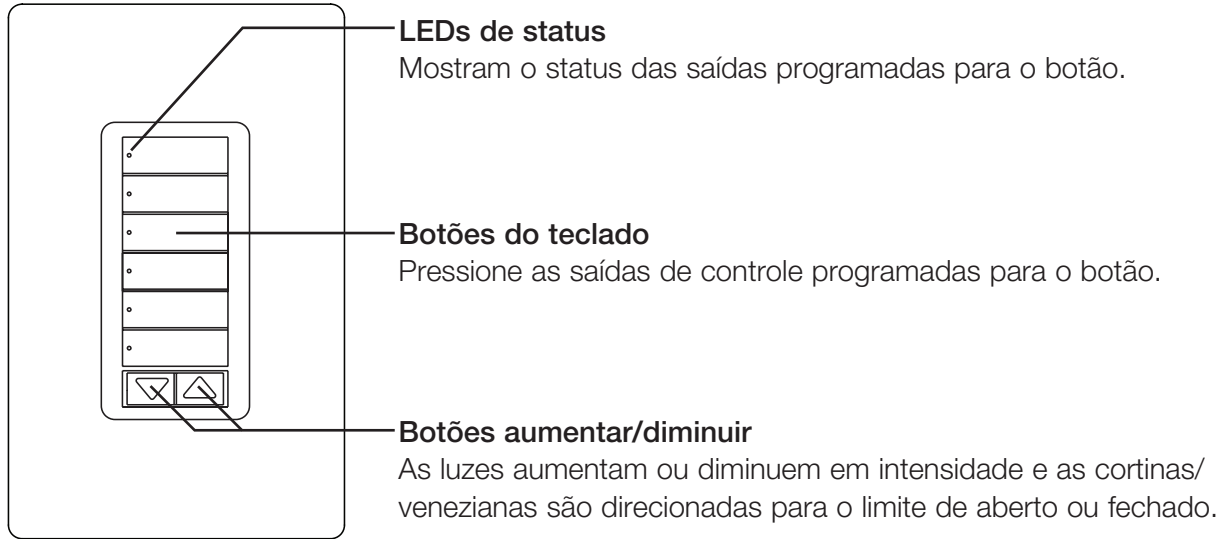 LEDs de status
Mostram o status das saídas programadas para o botão.
Botões do teclado
Pressione as saídas de controle programadas para o botão.
Botões aumentar/diminuir
As luzes aumentam ou diminuem em intensidade e as cortinas/
venezianas são direcionadas para o limite de aberto ou fechado.